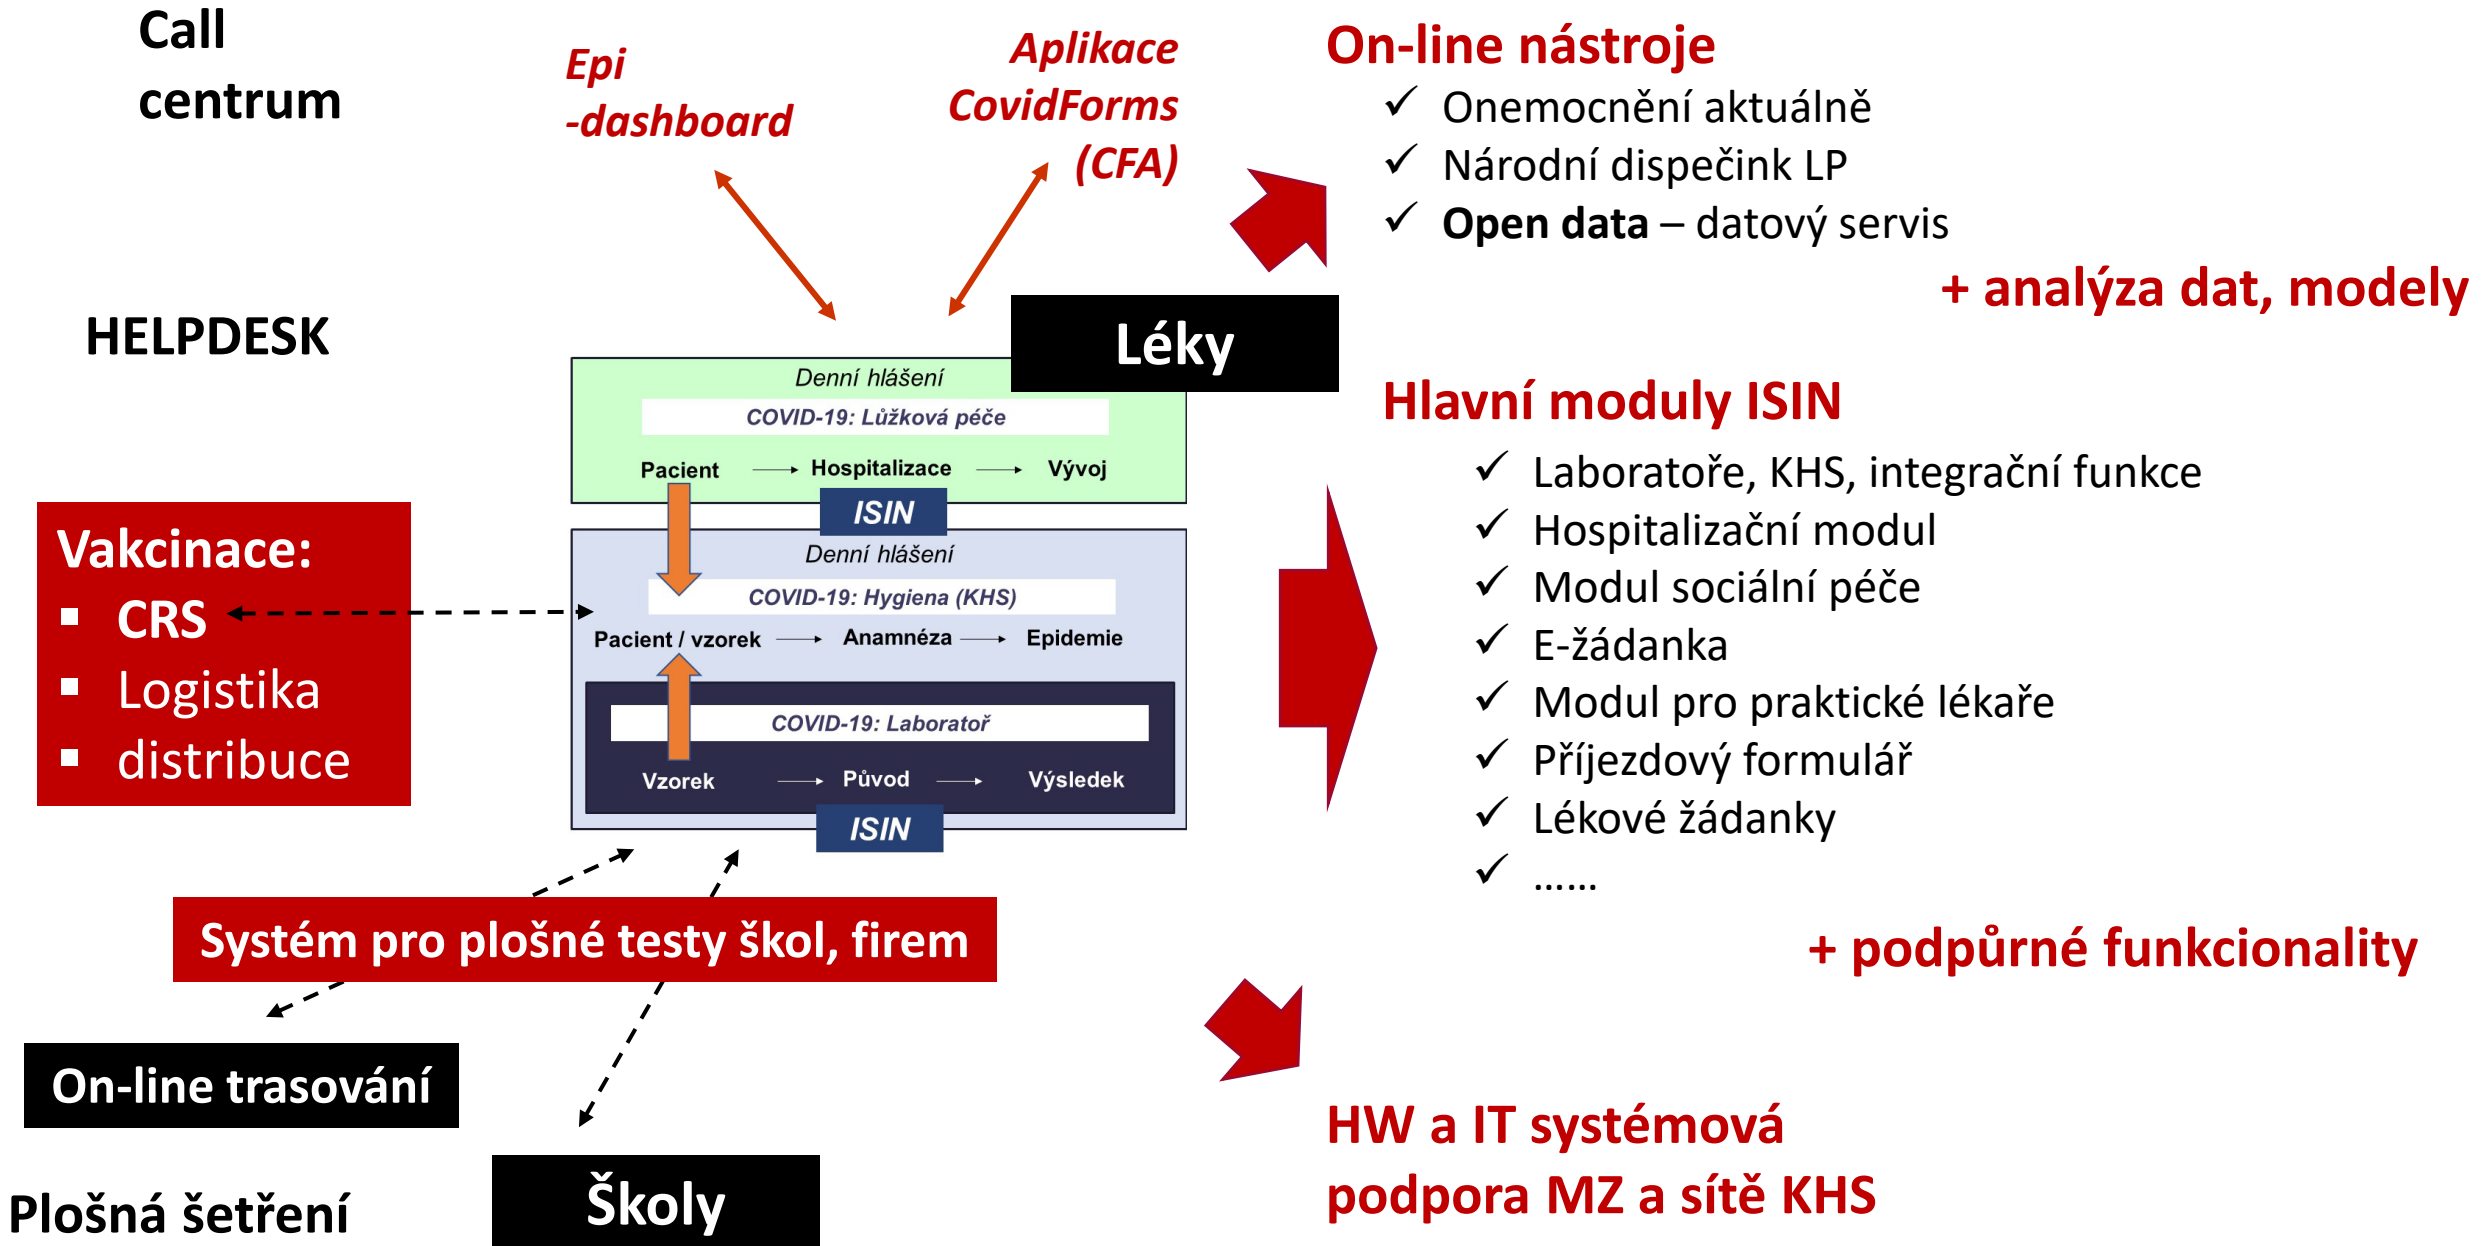 Call
centrum
Epi
-dashboard
Aplikace
CovidForms
(CFA)
On-line nástroje
✓ Onemocnění aktuálně
✓ Národní dispečink LP
✓ Open data – datový servis
+ analýza dat, modely
HELPDESK
Léky
Denní hlášení
COVID-19: Lůžková péče
Pacient Hospitalizace Vývoj
ISIN
Denní hlášení
COVID-19: Hygiena (KHS)
Pacient / vzorek Anamnéza Epidemie
COVID-19: Laboratoř
Vzorek Původ Výsledek
ISIN
Vakcinace:
▪ CRS
▪ Logistika
▪ distribuce
Hlavní moduly ISIN
✓ Laboratoře, KHS, integrační funkce
✓ Hospitalizační modul
✓ Modul sociální péče
✓ E-žádanka
✓ Modul pro praktické lékaře
✓ Příjezdový formulář
✓ Lékové žádanky
✓ ......
+ podpůrné funkcionality
Systém pro plošné testy škol, firem
On-line trasování
Plošná šetření
Školy
HW a IT systémová
podpora MZ a sítě KHS